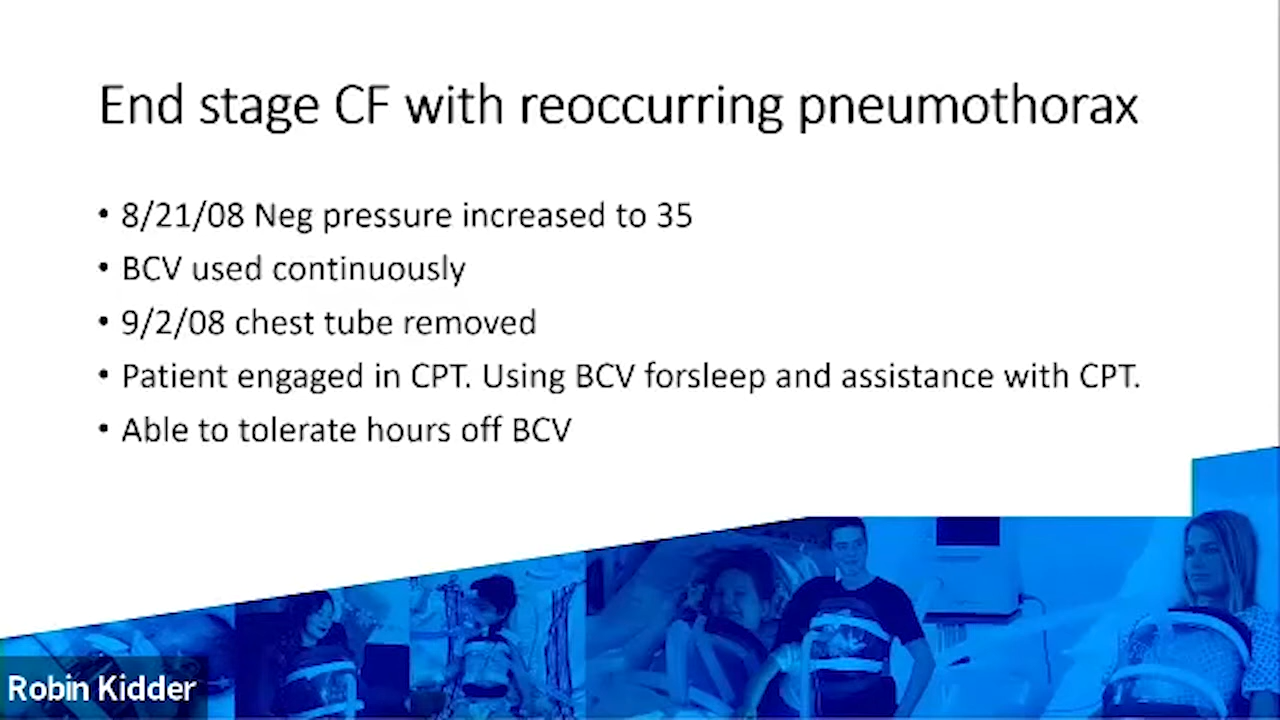 End stage CF with reoccurring pneumothorax
• 8/21/08 Neg pressure increased to 35
• BCV used continuously
• 9/2/08 chest tube removed
• Patient engaged in CPT. Using BCV forsleep and assistance with CPT.
• Able to tolerate hours off BCV
Robin Kidder